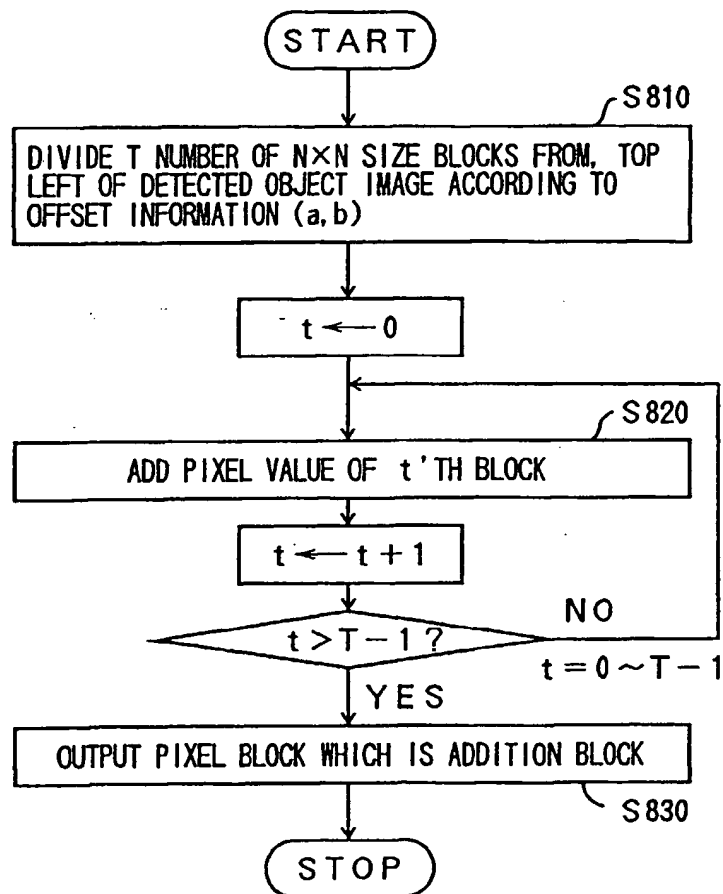 START
S810
DIVIDE T NUMBER OF N×N SIZE BLOCKS FROM, TOP
LEFT OF DETECTED OBJECT IMAGE ACCORDING TO
OFFSET INFORMATION (a,b)
t ← 0
S820
ADD PIXEL VALUE OF t'TH BLOCK
t ← t + 1
t > T − 1 ?
NO
t = 0 ~ T − 1
YES
OUTPUT PIXEL BLOCK WHICH IS ADDITION BLOCK
S830
STOP